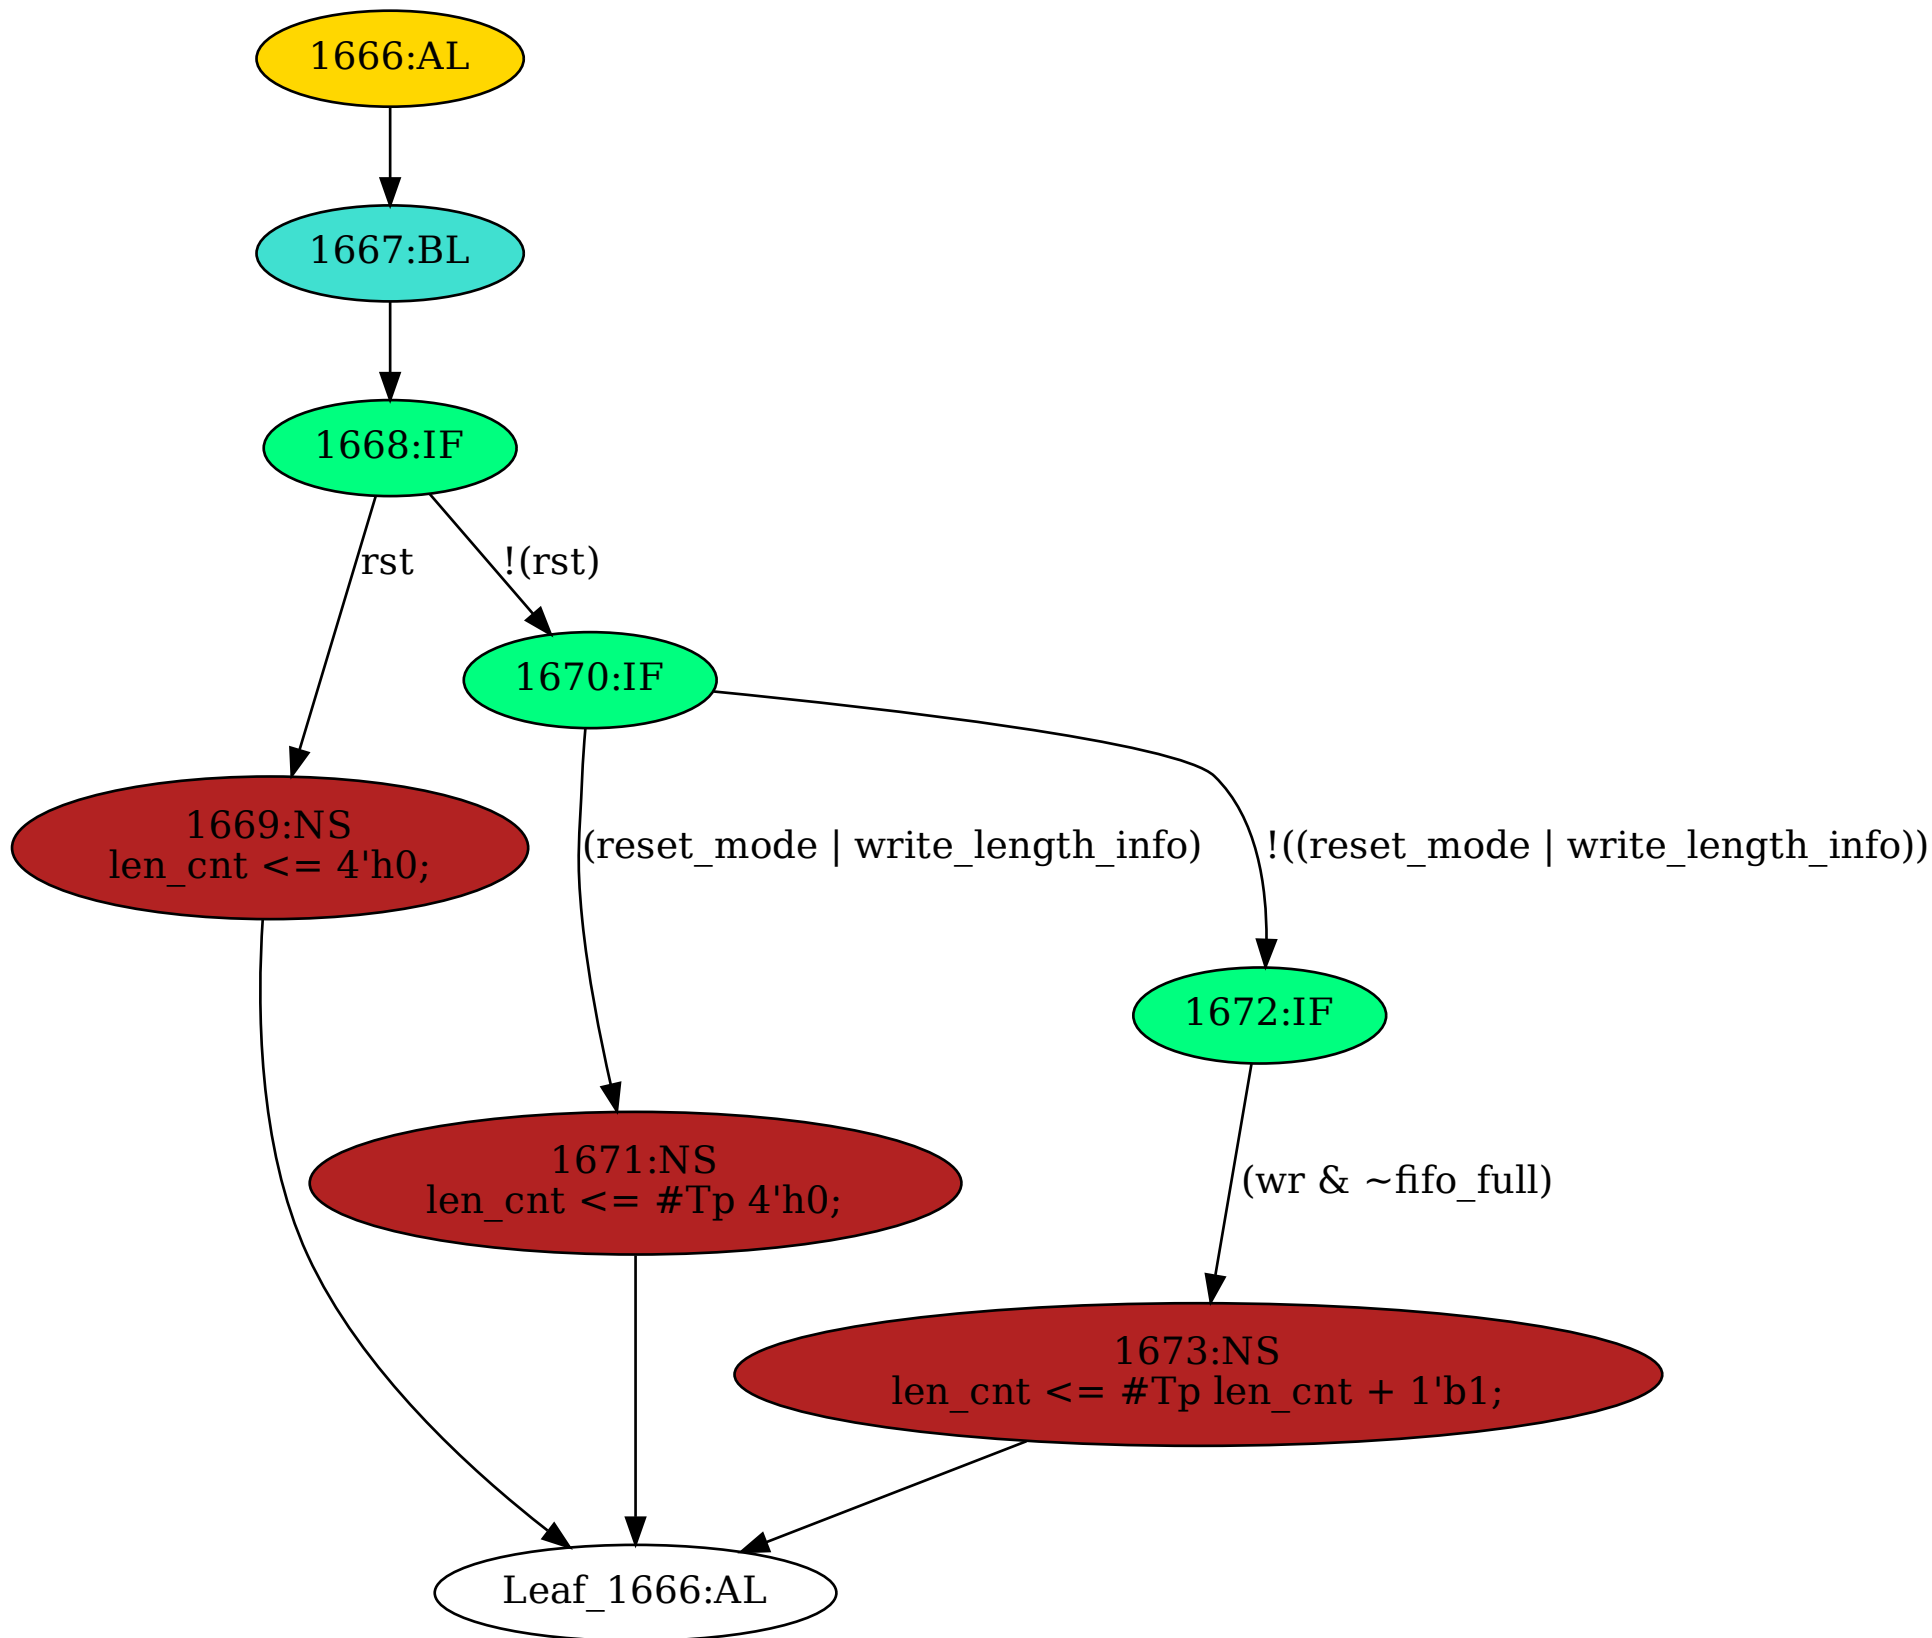 1666:AL
1667:BL
1668:IF
rst
!(rst)
1670:IF
1669:NS
len_cnt <= 4'h0;
(reset_mode | write_length_info)
!((reset_mode | write_length_info))
1672:IF
1671:NS
len_cnt <= #Tp 4'h0;
(wr & ~fifo_full)
1673:NS
len_cnt <= #Tp len_cnt + 1'b1;
Leaf_1666:AL